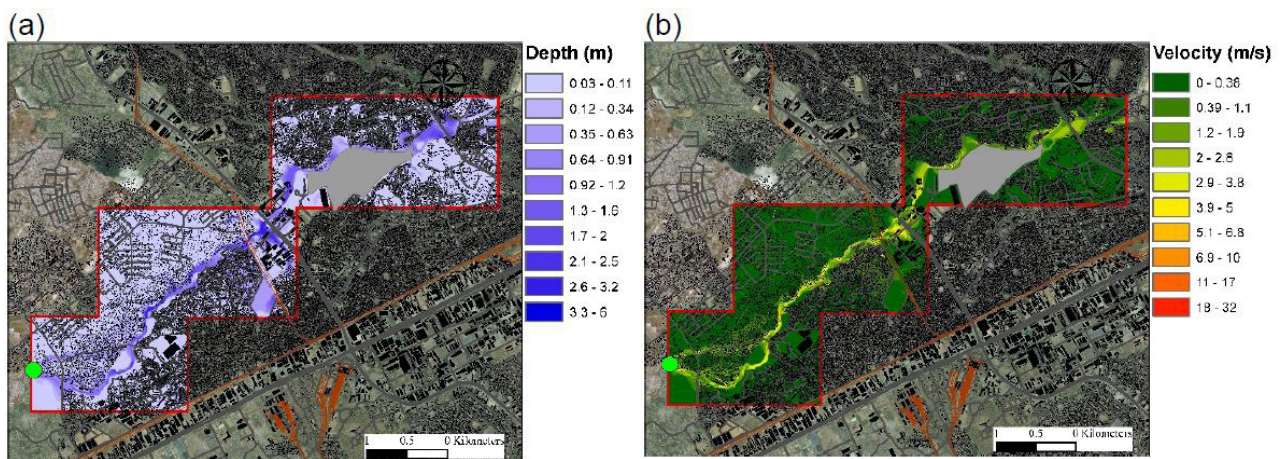 (a)
Depth (m)
0.03 - 0.11
0.12 - 0.34
0.35 - 0.63
0.64 - 0.91
0.92 - 1.2
1.3 - 1.6
1.7 - 2
2.1 - 2.5
2.6 - 3.2
3.3 - 6
1 0.5 0 Kilometers
(b)
Velocity (m/s)
0 - 0.38
0.39 - 1.1
1.2 - 1.9
2 - 2.8
2.9 - 3.8
3.9 - 5
5.1 - 6.8
6.9 - 10
11 - 17
18 - 32
1 0.5 0 Kilometers